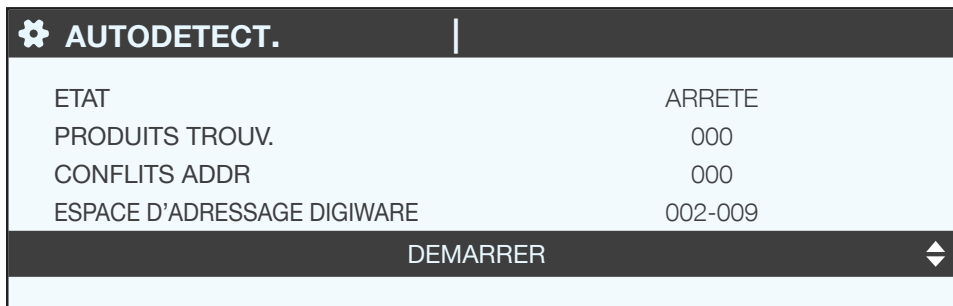 AUTODETECT.
ETAT ARRETE
PRODUITS TROUV. 000
CONFLITS ADDR 000
ESPACE D'ADRESSAGE DIGIWARE 002-009
DEMARRER